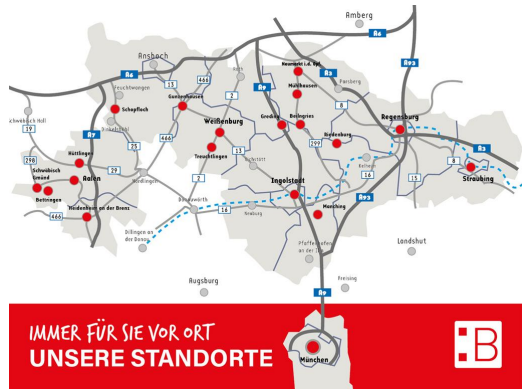 Amberg
A6
Ansbach
A6
466
Roth
Neumarkt i.d. Opf.
A3
A93
13
2
A9
Parsberg
Feuchtwangen
Gunzenhausen
Mühlhausen
8
Schopfloch
Regensburg
Schwäbisch Hall
Weißenburg
Greding
Beilngries
19
A7
Dinkelsbühl
466
Riedenburg
A3
25
299
Treuchtlingen
13
298
Hüttlingen
Eichstätt
Kelheim
8
Schwäbisch
Gmünd
29
Aalen
Nördlingen
2
16
15
Straubing
Bettringen
Ingolstadt
A93
Donauwörth
16
Neuburg
Manching
466
Heidenheim an der Brenz
Dillingen an
der Donau
Pfaffenhofen
an der Ilm
Landshut
Augsburg
Freising
A9
IMMER FÜR SIE VOR ORT
UNSERE STANDORTE
München
B